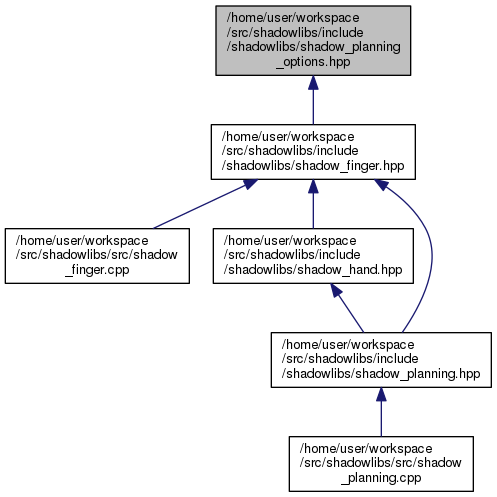 /home/user/workspace
/src/shadowlibs/include
/shadowlibs/shadow_planning
_options.hpp
/home/user/workspace
/src/shadowlibs/include
/shadowlibs/shadow_finger.hpp
/home/user/workspace
/src/shadowlibs/src/shadow
_finger.cpp
/home/user/workspace
/src/shadowlibs/include
/shadowlibs/shadow_hand.hpp
/home/user/workspace
/src/shadowlibs/include
/shadowlibs/shadow_planning.hpp
/home/user/workspace
/src/shadowlibs/src/shadow
_planning.cpp